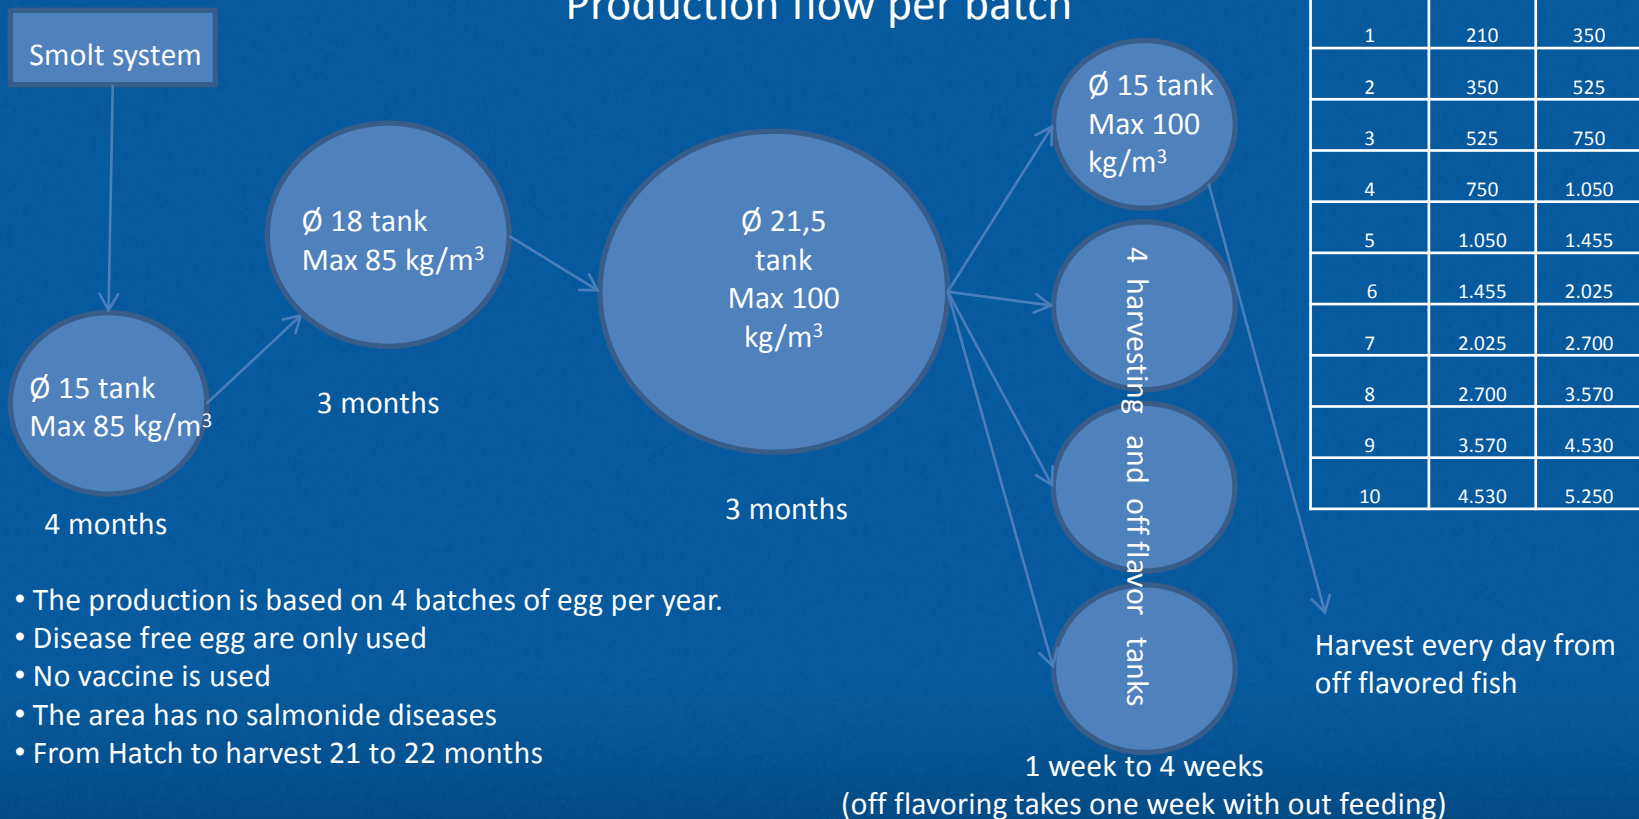 Production flow per batch
Smolt system
Ø 15 tank
Max 85 kg/m³
4 months
Ø 18 tank
Max 85 kg/m³
3 months
Ø 21,5
tank
Max 100
kg/m³
3 months
Ø 15 tank
Max 100
kg/m³
4 harvesting and off flavor tanks
1 week to 4 weeks
(off flavoring takes one week with out feeding)
Harvest every day from
off flavored fish
1 210 350
2 350 525
3 525 750
4 750 1.050
5 1.050 1.455
6 1.455 2.025
7 2.025 2.700
8 2.700 3.570
9 3.570 4.530
10 4.530 5.250
• The production is based on 4 batches of egg per year.
• Disease free egg are only used
• No vaccine is used
• The area has no salmonide diseases
• From Hatch to harvest 21 to 22 months